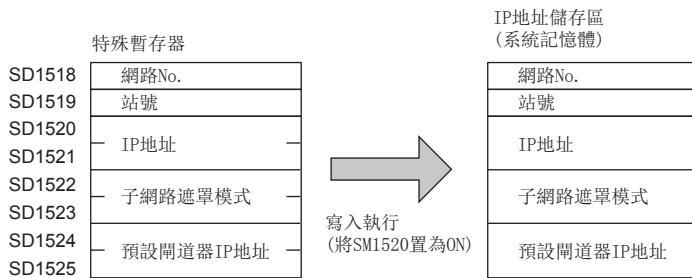 特殊暫存器
IP地址儲存區
(系統記憶體)
SD1518
網路No.
SD1519
站號
SD1520
SD1521
IP地址
SD1522
SD1523
子網路遮罩模式
SD1524
SD1525
預設閘道器IP地址
寫入執行
(將SM1520置為ON)
網路No.
站號
IP地址
子網路遮罩模式
預設閘道器IP地址